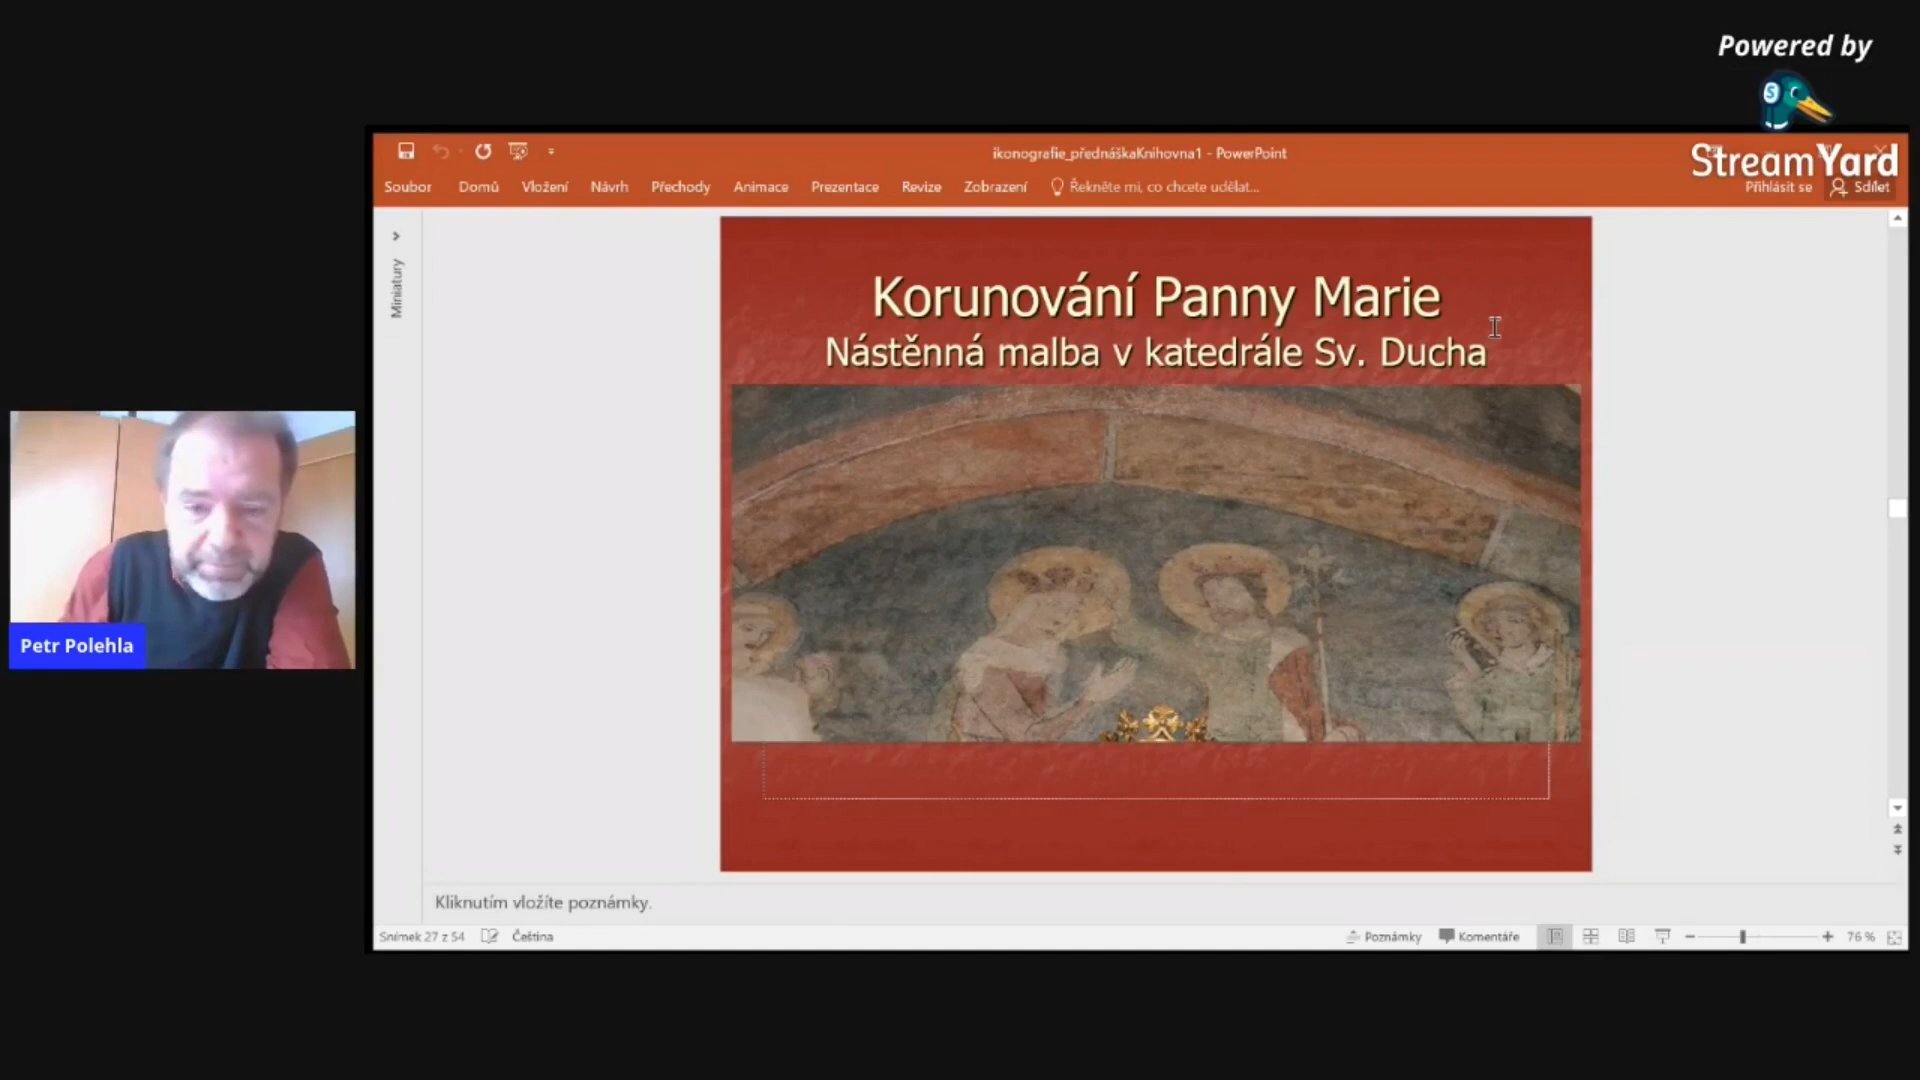 Powered by
StreamYard
ikonografie_přednáškaKnihovna1 - PowerPoint
Soubor Domů Vložení Návrh Přechody Animace Prezentace Revize Zobrazení Řekněte mi, co chcete udělat... Přihlásit se Sdílet
Miniatury
Korunování Panny Marie
Nástěnná malba v katedrále Sv. Ducha
Petr Polehla
Kliknutím vložíte poznámky.
Snímek 27 z 54 Čeština Poznámky Komentáře 76 %